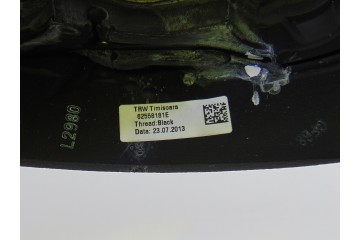 TRW Timisoara
62558181E
Thread:Black
Date: 23.07.2013
L2980